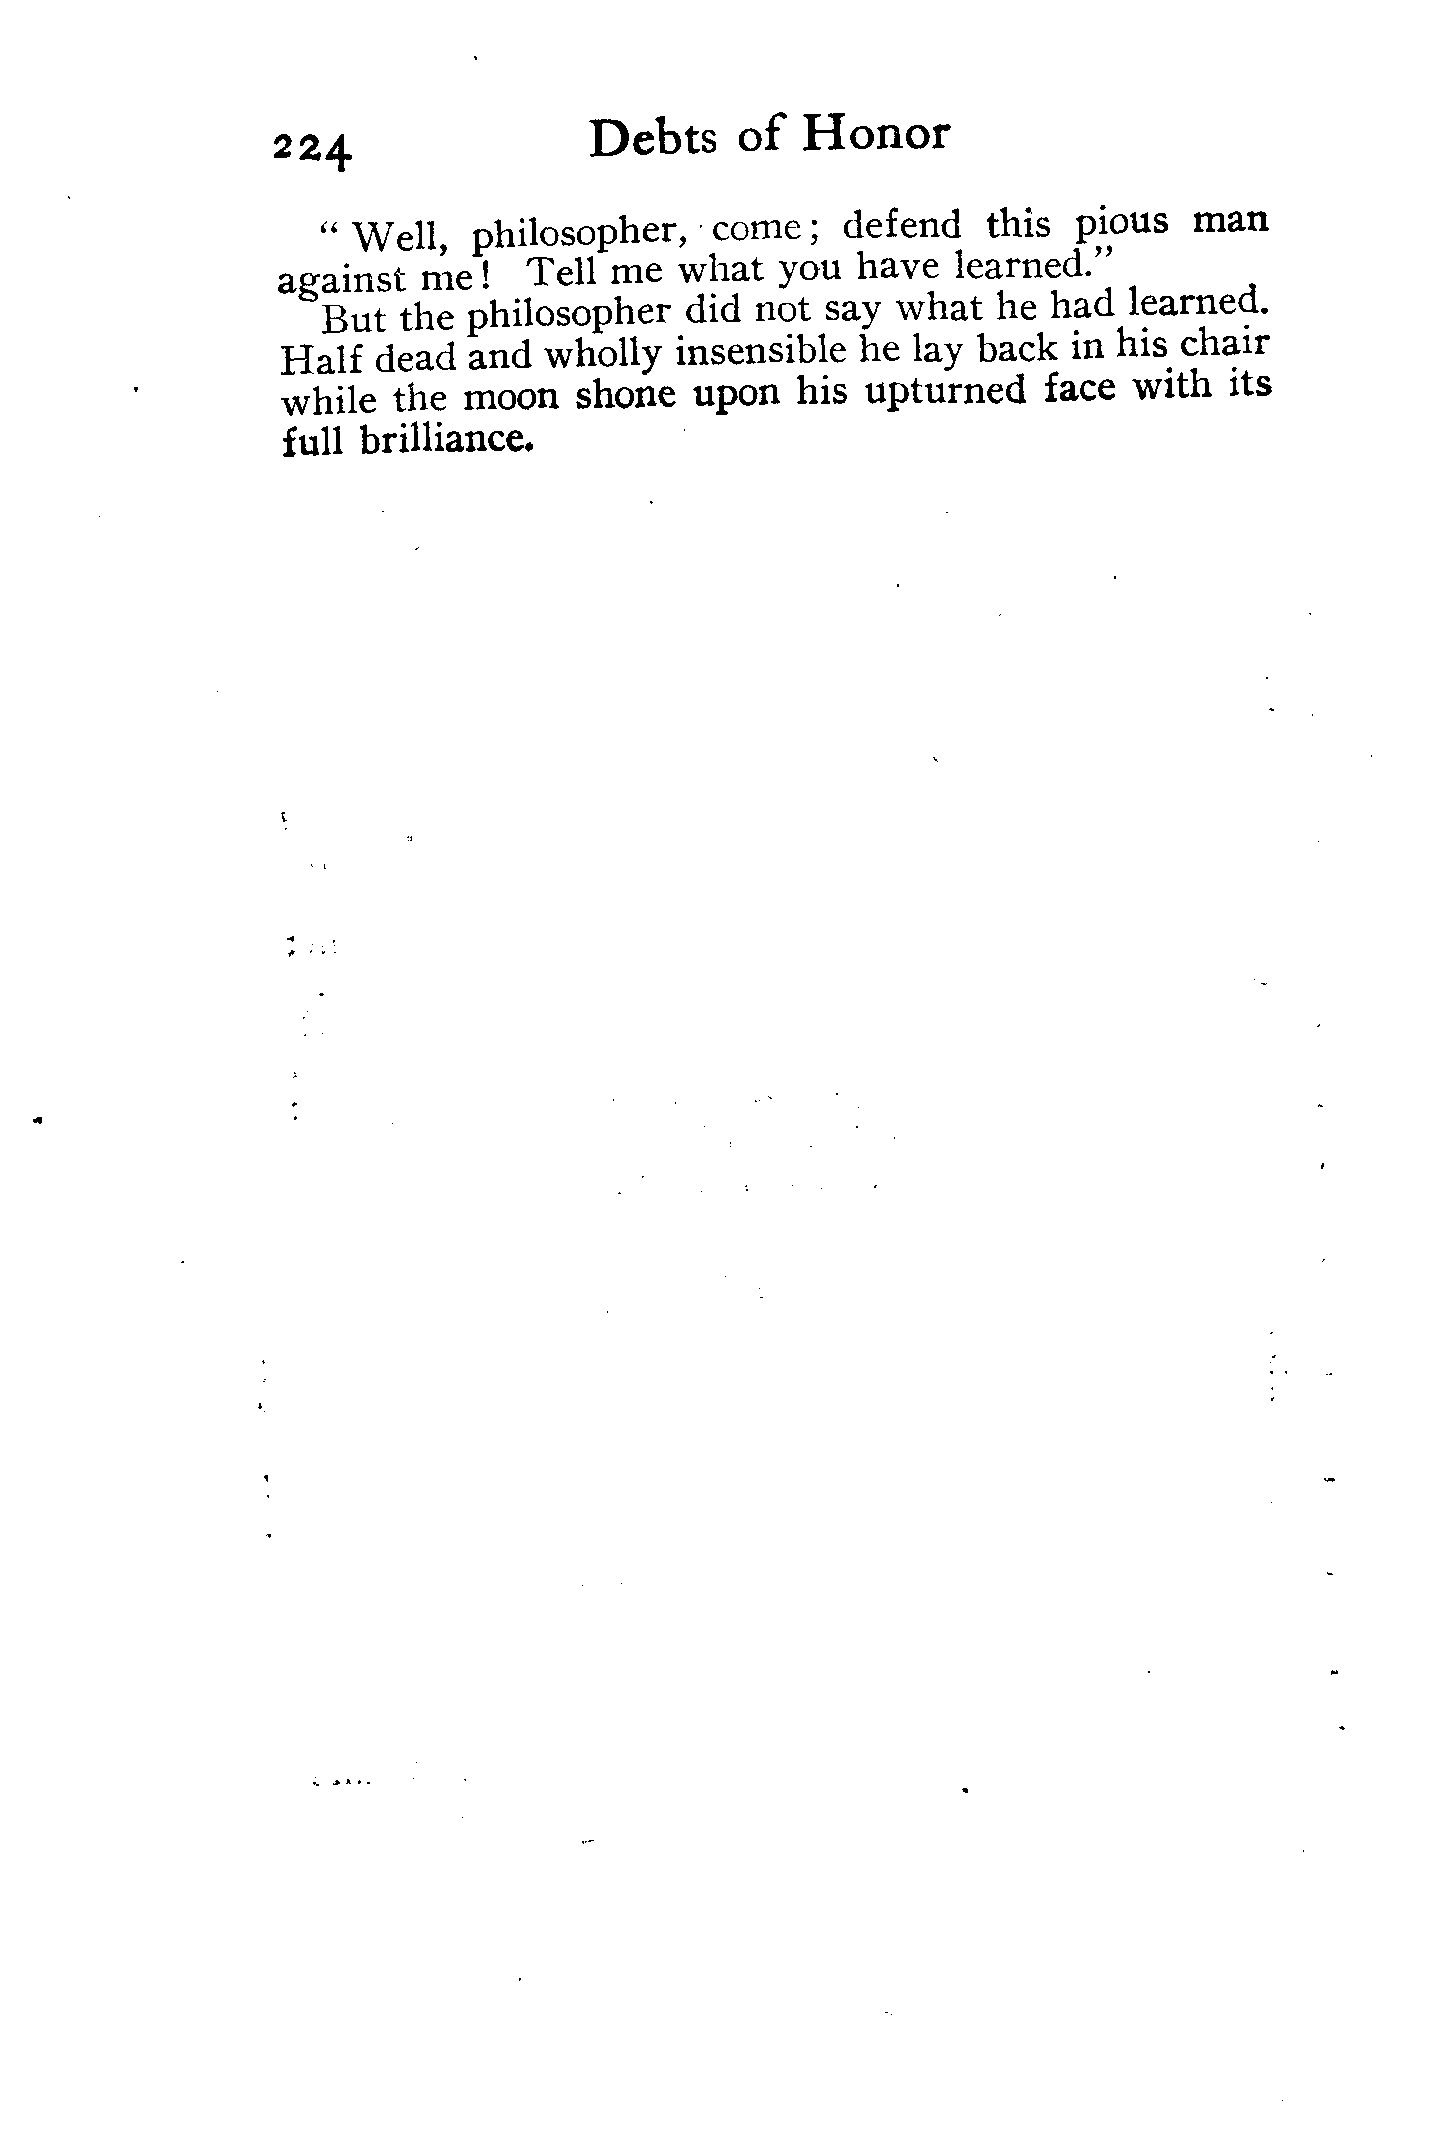 224 Debts of Honor
“ Well, philosopher, come; defend this pious man
against me! Tell me what you have learned.”
But the philosopher did not say what he had learned.
Half dead and wholly insensible he lay back in his chair
while the moon shone upon his upturned face with its
full brilliance.